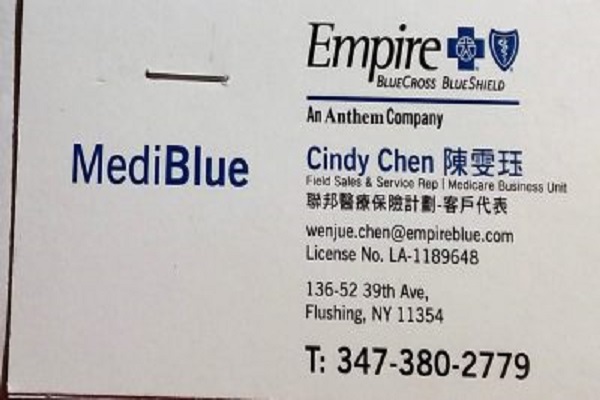 Empire
BLUECROSS BLUESHIELD
An Anthem Company
MediBlue
Cindy Chen 陳雯珏
Field Sales & Service Rep | Medicare Business Unit
聯邦醫療保險計劃-客戶代表
wenjue.chen@empireblue.com
License No. LA-1189648
136-52 39th Ave,
Flushing, NY 11354
T: 347-380-2779